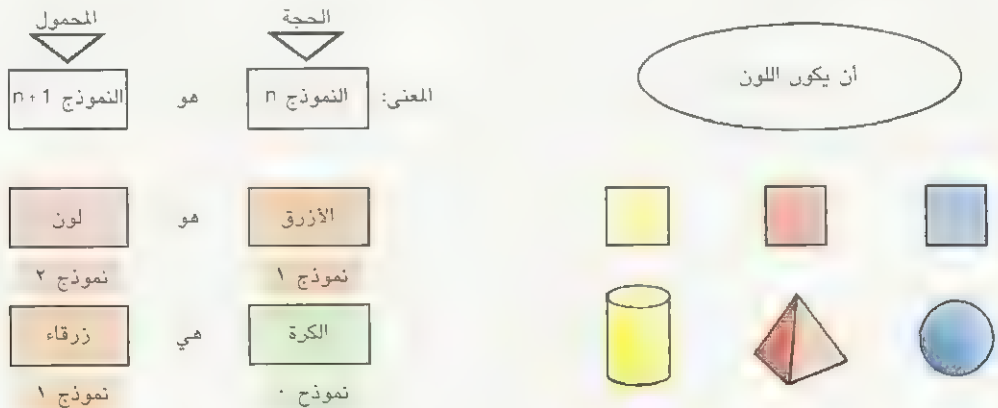 الحجة
المحمول
المعنى: النموذج n هو النموذج n+1
الأزرق هو لون
نموذج ١
نموذج ٢
الكرة هي زرقاء
نموذج ٠
نموذج ١
أن يكون اللون